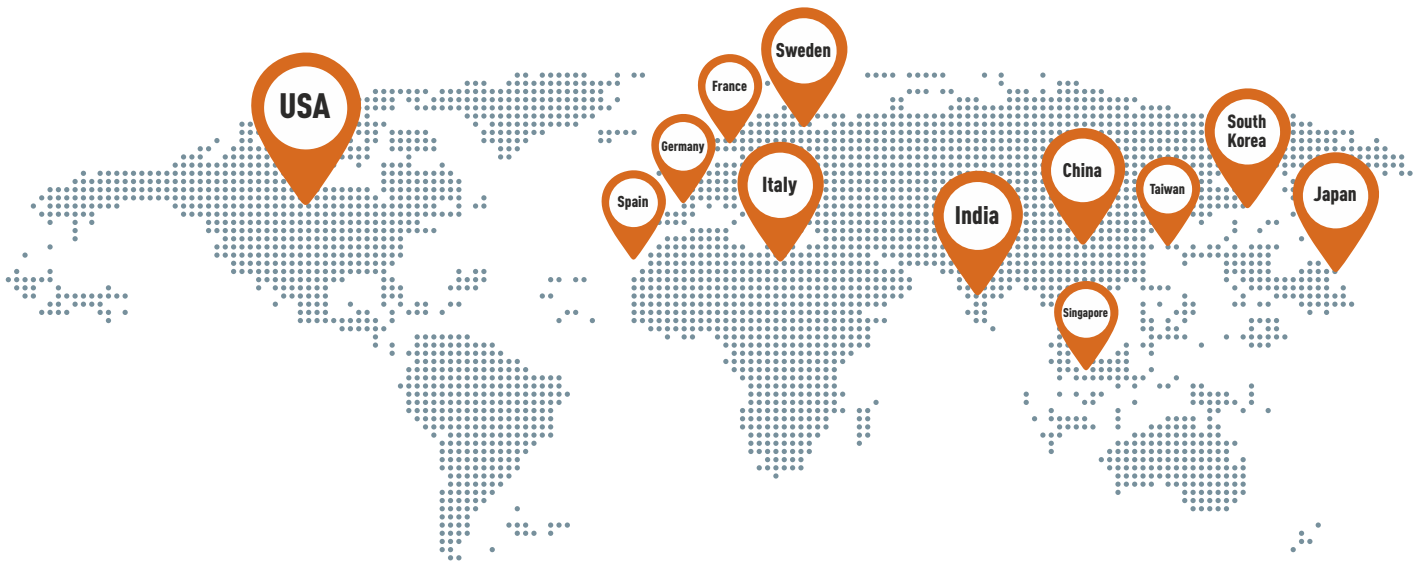 USA
Sweden
France
Germany
Italy
Spain
India
China
Taiwan
South
Korea
Japan
Singapore